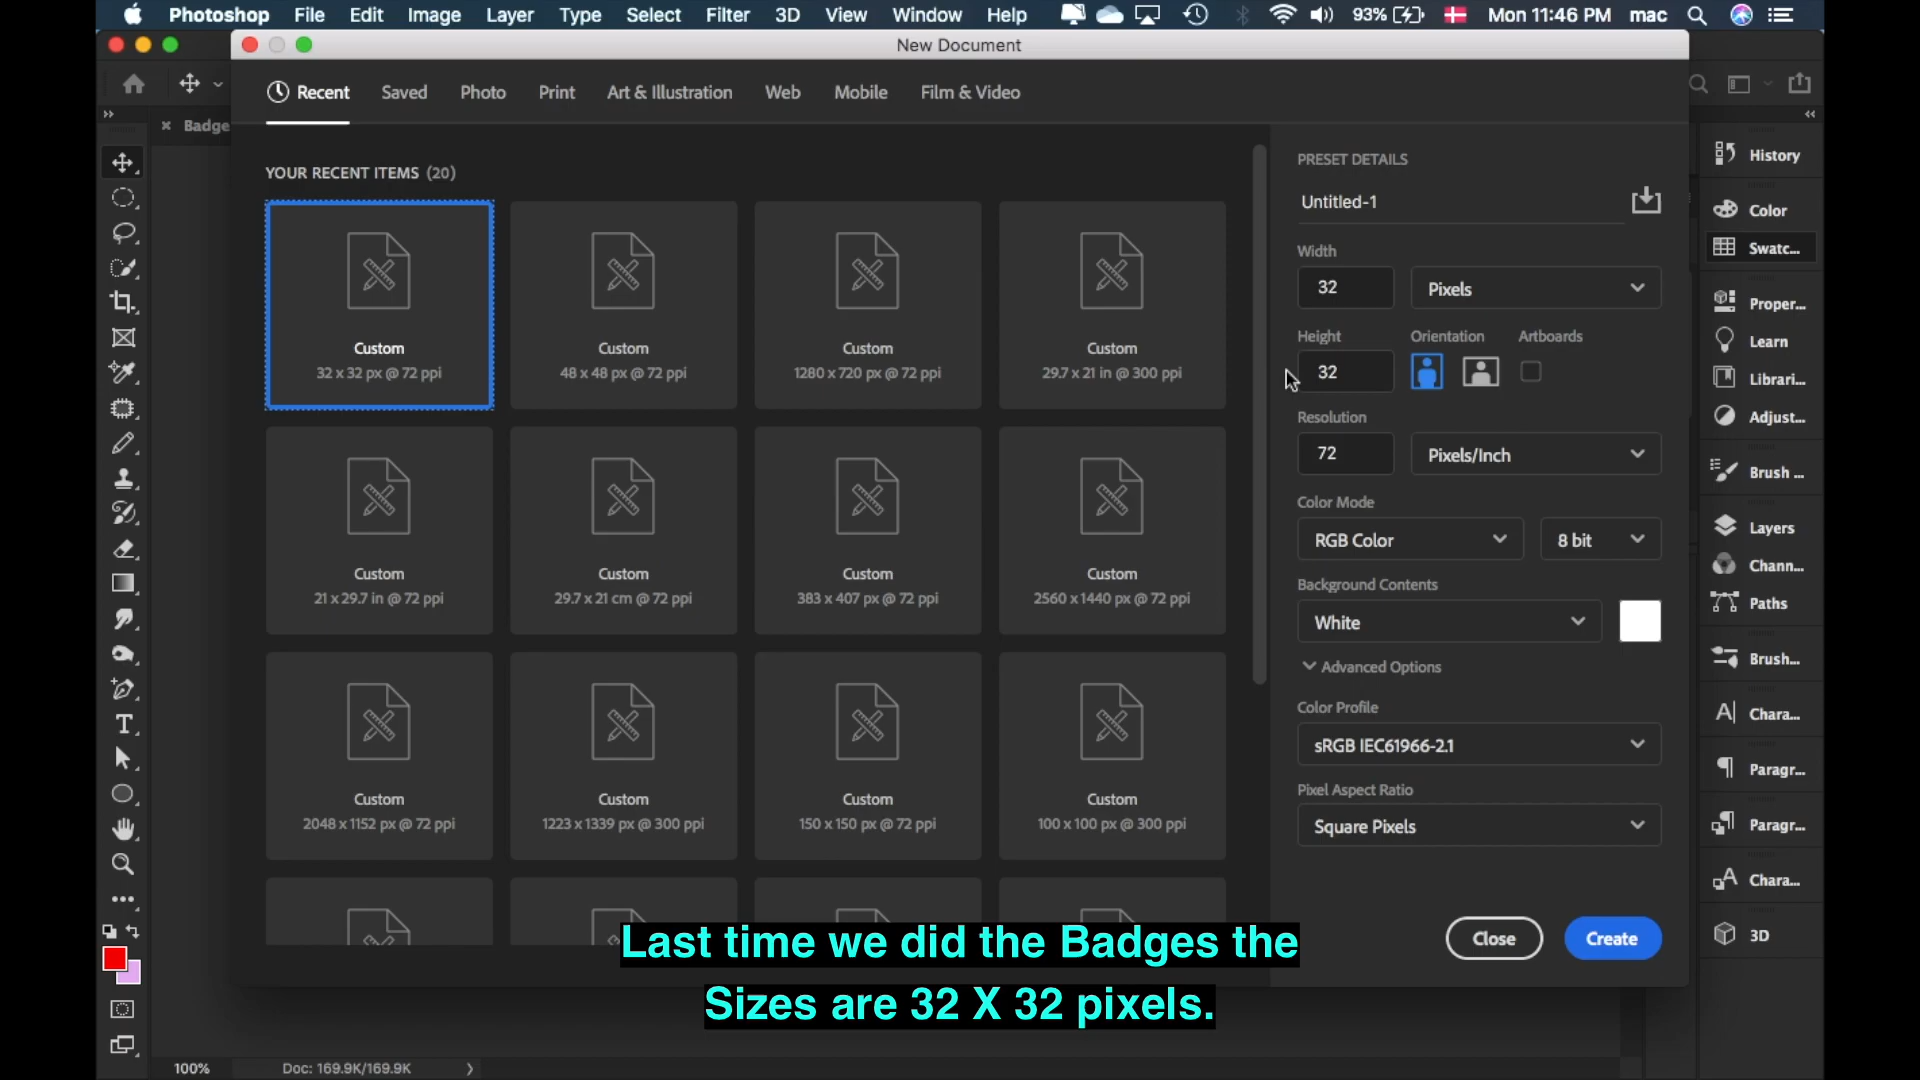 Photoshop File Edit Image Layer Type Select Filter 3D View Window Help 93% Mon 11:46 PM mac
New Document
Recent Saved Photo Print Art & Illustration Web Mobile Film & Video
Badge
YOUR RECENT ITEMS (20)
Custom
32 x 32 px @ 72 ppi
Custom
48 x 48 px @ 72 ppi
Custom
1280 x 720 px @ 72 ppi
Custom
29.7 x 21 in @ 300 ppi
Custom
21 x 29.7 in @ 72 ppi
Custom
29.7 x 21 cm @ 72 ppi
Custom
383 x 407 px @ 72 ppi
Custom
2560 x 1440 px @ 72 ppi
Custom
2048 x 1152 px @ 72 ppi
Custom
1223 x 1339 px @ 300 ppi
Custom
150 x 150 px @ 72 ppi
Custom
100 x 100 px @ 300 ppi
PRESET DETAILS
Untitled-1
Width
32 Pixels
Height Orientation Artboards
32
Resolution
72 Pixels/Inch
Color Mode
RGB Color 8 bit
Background Contents
White
Advanced Options
Color Profile
sRGB IEC61966-2.1
Pixel Aspect Ratio
Square Pixels
Close Create
History
Color
Swatc...
Proper...
Learn
Librari...
Adjust...
Brush ...
Layers
Chann...
Paths
Brush...
Chara...
Paragr...
Paragr...
Chara...
3D
Last time we did the Badges the
Sizes are 32 X 32 pixels.
100% Doc: 169.9K/169.9K